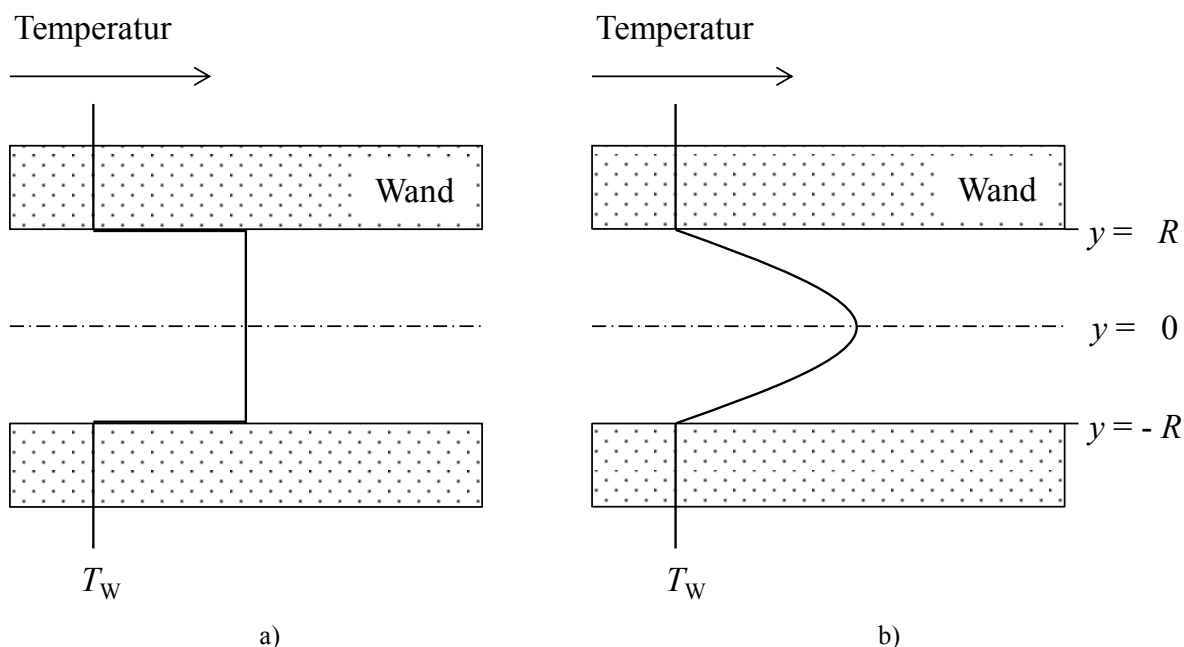 Temperatur
Temperatur
Wand
Wand
y = R
y = 0
y = - R
T_W
T_W
a)
b)